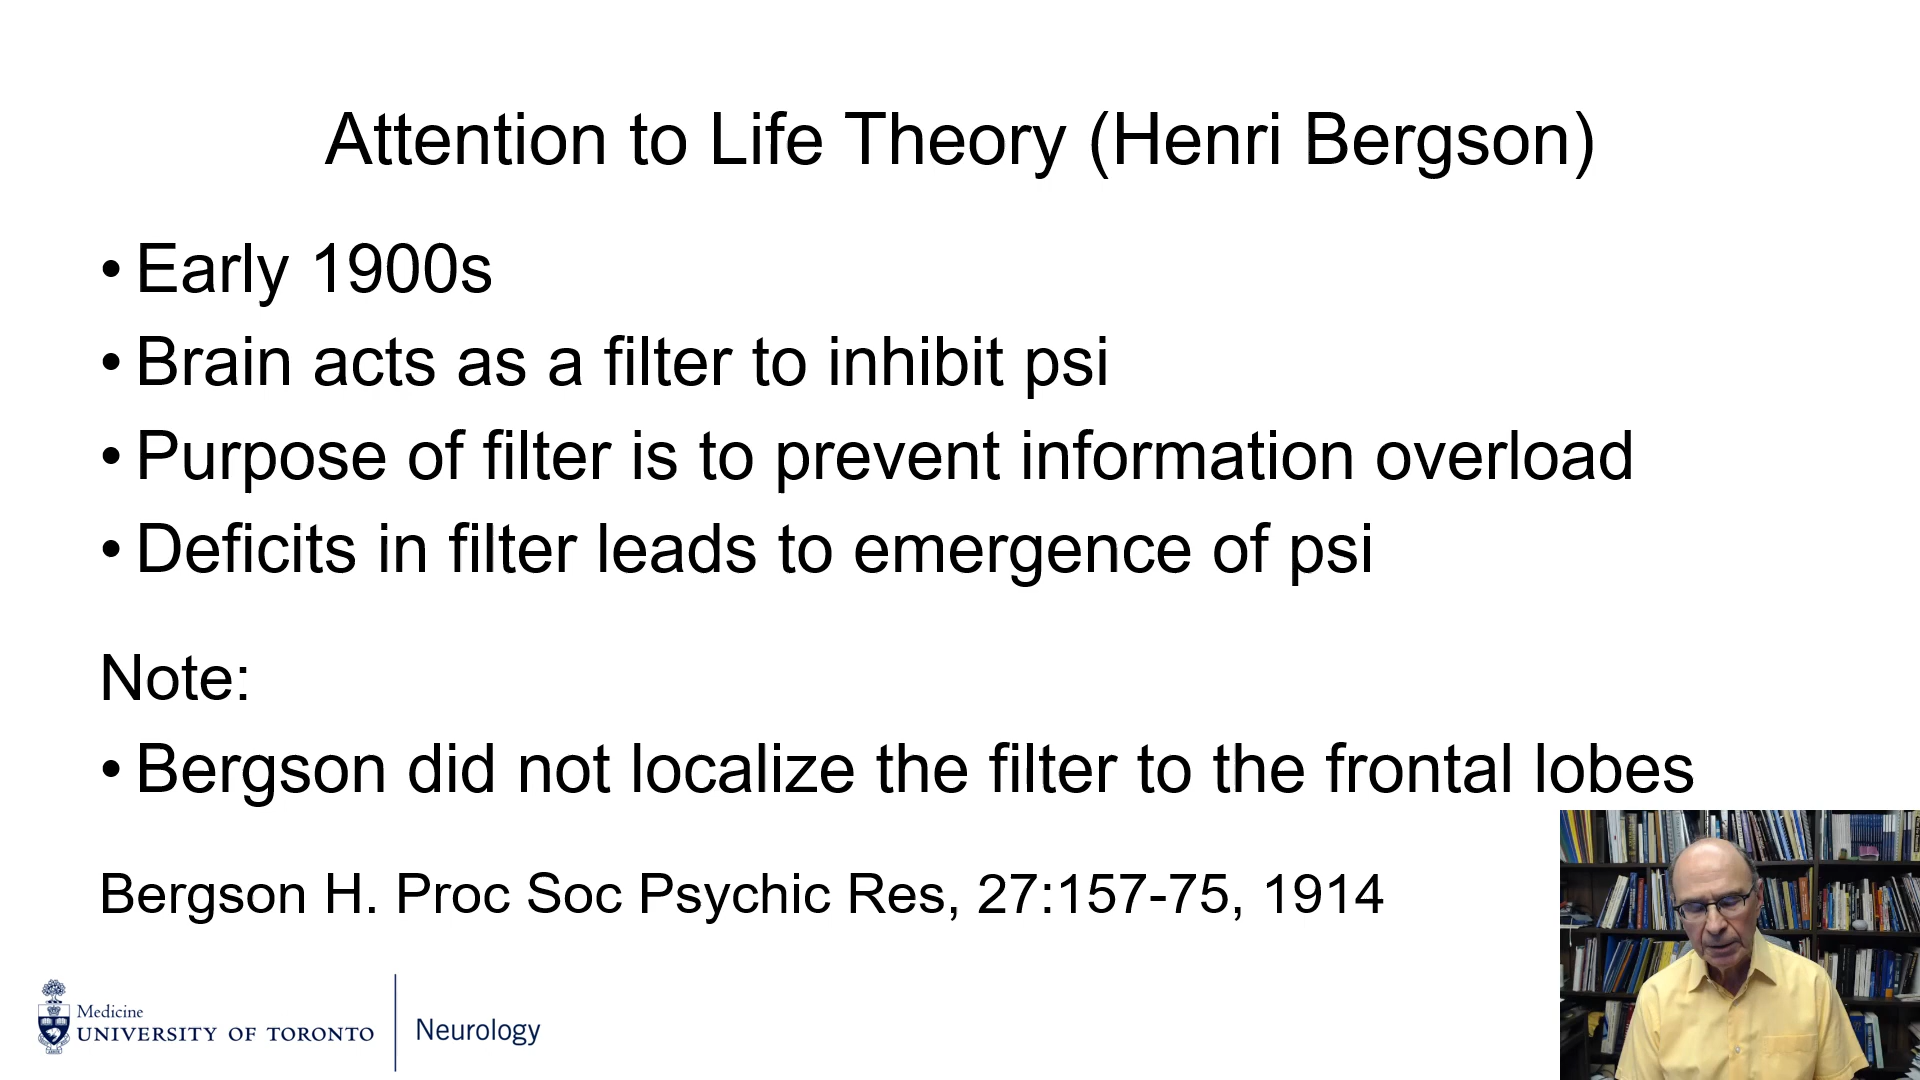 Attention to Life Theory (Henri Bergson)
• Early 1900s
• Brain acts as a filter to inhibit psi
• Purpose of filter is to prevent information overload
• Deficits in filter leads to emergence of psi
Note:
• Bergson did not localize the filter to the frontal lobes
Bergson H. Proc Soc Psychic Res, 27:157-75, 1914
Medicine
UNIVERSITY OF TORONTO
Neurology